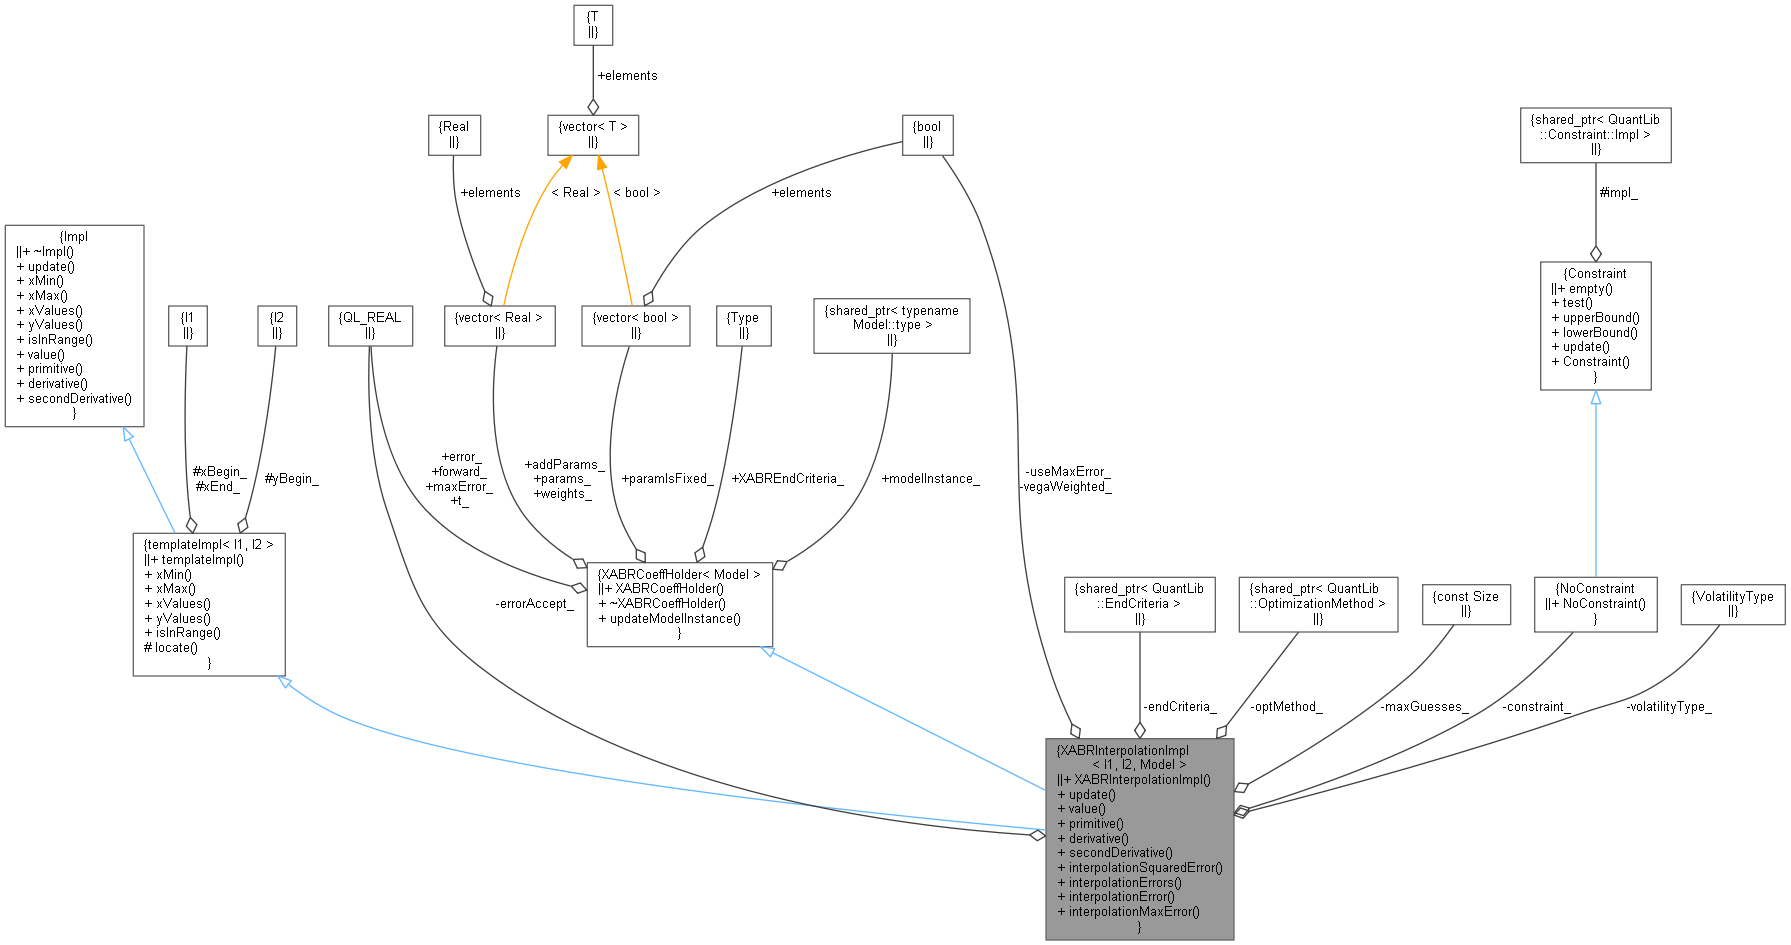 {T
||}
+elements
{Real
||}
{vector< T >
||}
{bool
||}
{shared_ptr< QuantLib
::Constraint::Impl >
||}
+elements
< Real >
< bool >
+elements
#impl_
{Impl
||+ ~Impl()
+ update()
+ xMin()
+ xMax()
+ xValues()
+ yValues()
+ isInRange()
+ value()
+ primitive()
+ derivative()
+ secondDerivative()
}
{I1
||}
{I2
||}
{QL_REAL
||}
{vector< Real >
||}
{vector< bool >
||}
{Type
||}
{shared_ptr< typename
Model::type >
||}
{Constraint
||+ empty()
+ test()
+ upperBound()
+ lowerBound()
+ update()
+ Constraint()
}
#xBegin_
#xEnd_
#yBegin_
+error_
+forward_
+maxError_
+t_
+addParams_
+params_
+weights_
+paramIsFixed_
+XABREndCriteria_
+modelInstance_
-useMaxError_
-vegaWeighted_
{templateImpl< I1, I2 >
||+ templateImpl()
+ xMin()
+ xMax()
+ xValues()
+ yValues()
+ isInRange()
# locate()
}
-errorAccept_
{XABRCoeffHolder< Model >
||+ XABRCoeffHolder()
+ ~XABRCoeffHolder()
+ updateModelInstance()
}
{shared_ptr< QuantLib
::EndCriteria >
||}
{shared_ptr< QuantLib
::OptimizationMethod >
||}
{const Size
||}
{NoConstraint
||+ NoConstraint()
}
{VolatilityType
||}
-endCriteria_
-optMethod_
-maxGuesses_
-constraint_
-volatilityType_
{XABRInterpolationImpl
< I1, I2, Model >
||+ XABRInterpolationImpl()
+ update()
+ value()
+ primitive()
+ derivative()
+ secondDerivative()
+ interpolationSquaredError()
+ interpolationErrors()
+ interpolationError()
+ interpolationMaxError()
}